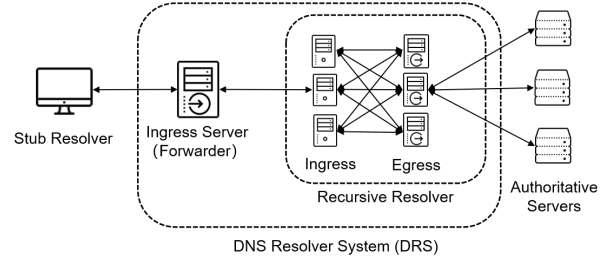 Stub Resolver
Ingress Server
(Forwarder)
Ingress
Egress
Recursive Resolver
Authoritative
Servers
DNS Resolver System (DRS)